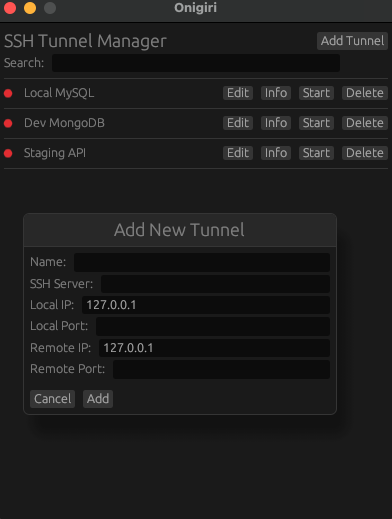 Onigiri
SSH Tunnel Manager Add Tunnel
Search:
Local MySQL Edit Info Start Delete
Dev MongoDB Edit Info Start Delete
Staging API Edit Info Start Delete
Add New Tunnel
Name:
SSH Server:
Local IP: 127.0.0.1
Local Port:
Remote IP: 127.0.0.1
Remote Port:
Cancel Add